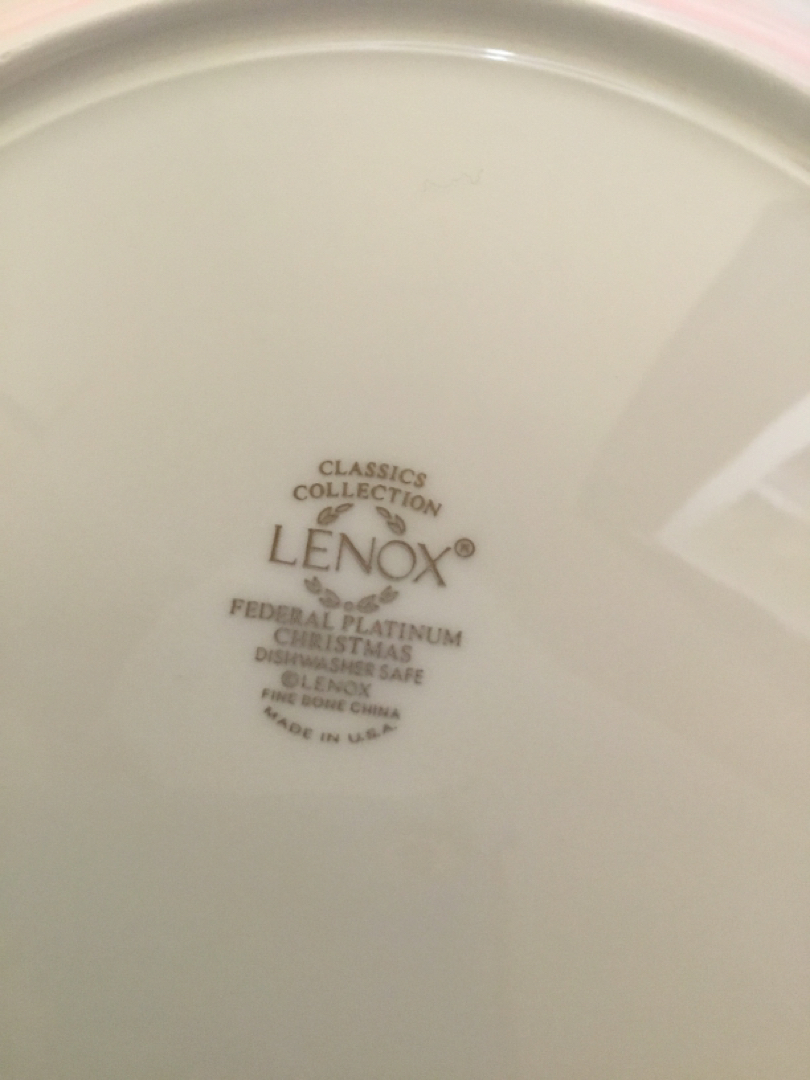 CLASSICS
COLLECTION
LENOX®
FEDERAL PLATINUM
CHRISTMAS
DISHWASHER SAFE
©LENOX
FINE BONE CHINA
MADE IN U.S.A.